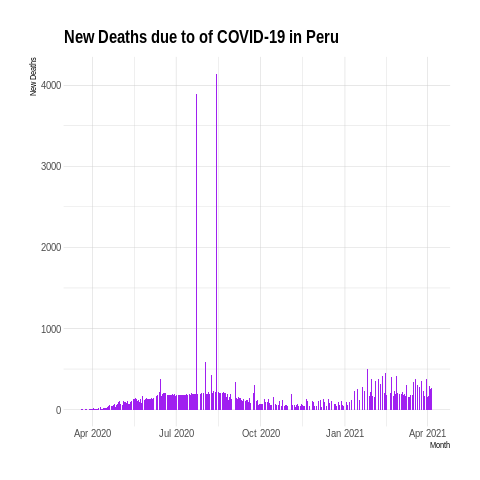 New Deaths due to of COVID-19 in Peru
New Deaths
4000
3000
2000
1000
0
Apr 2020 Jul 2020 Oct 2020 Jan 2021 Apr 2021
Month